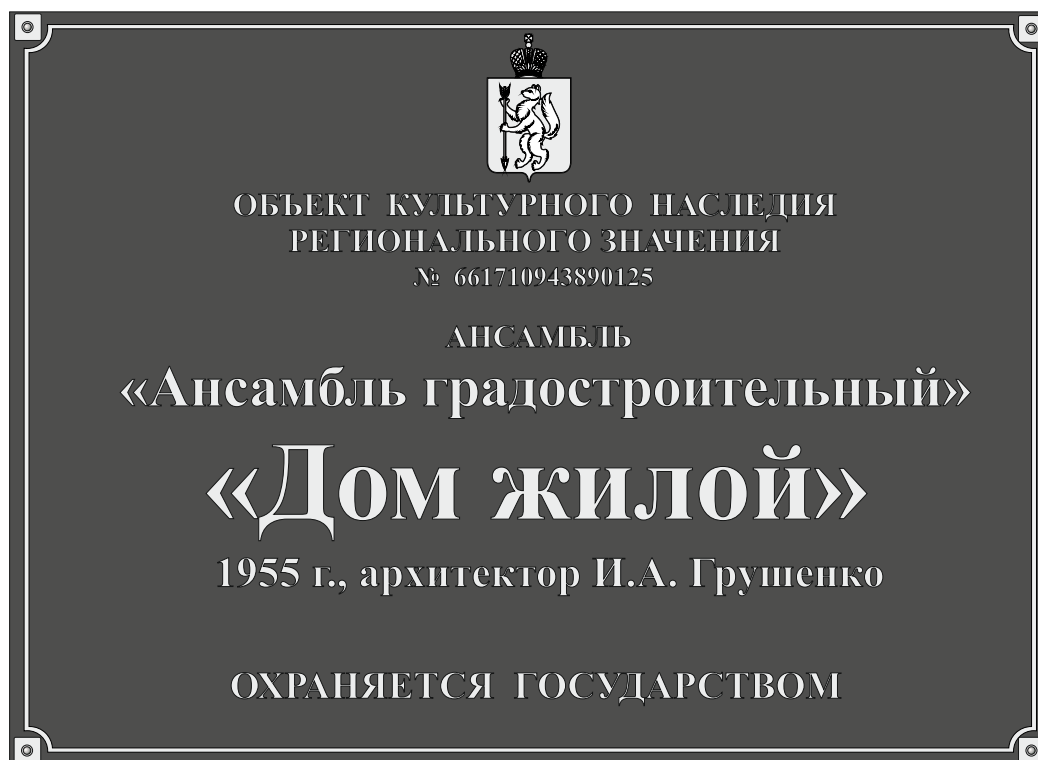 ОБЪЕКТ КУЛЬТУРНОГО НАСЛЕДИЯ
РЕГИОНАЛЬНОГО ЗНАЧЕНИЯ
№ 661710943890125
АНСАМБЛЬ
«Ансамбль градостроительный»
«Дом жилой»
1955 г., архитектор И.А. Грушенко
ОХРАНЯЕТСЯ ГОСУДАРСТВОМ